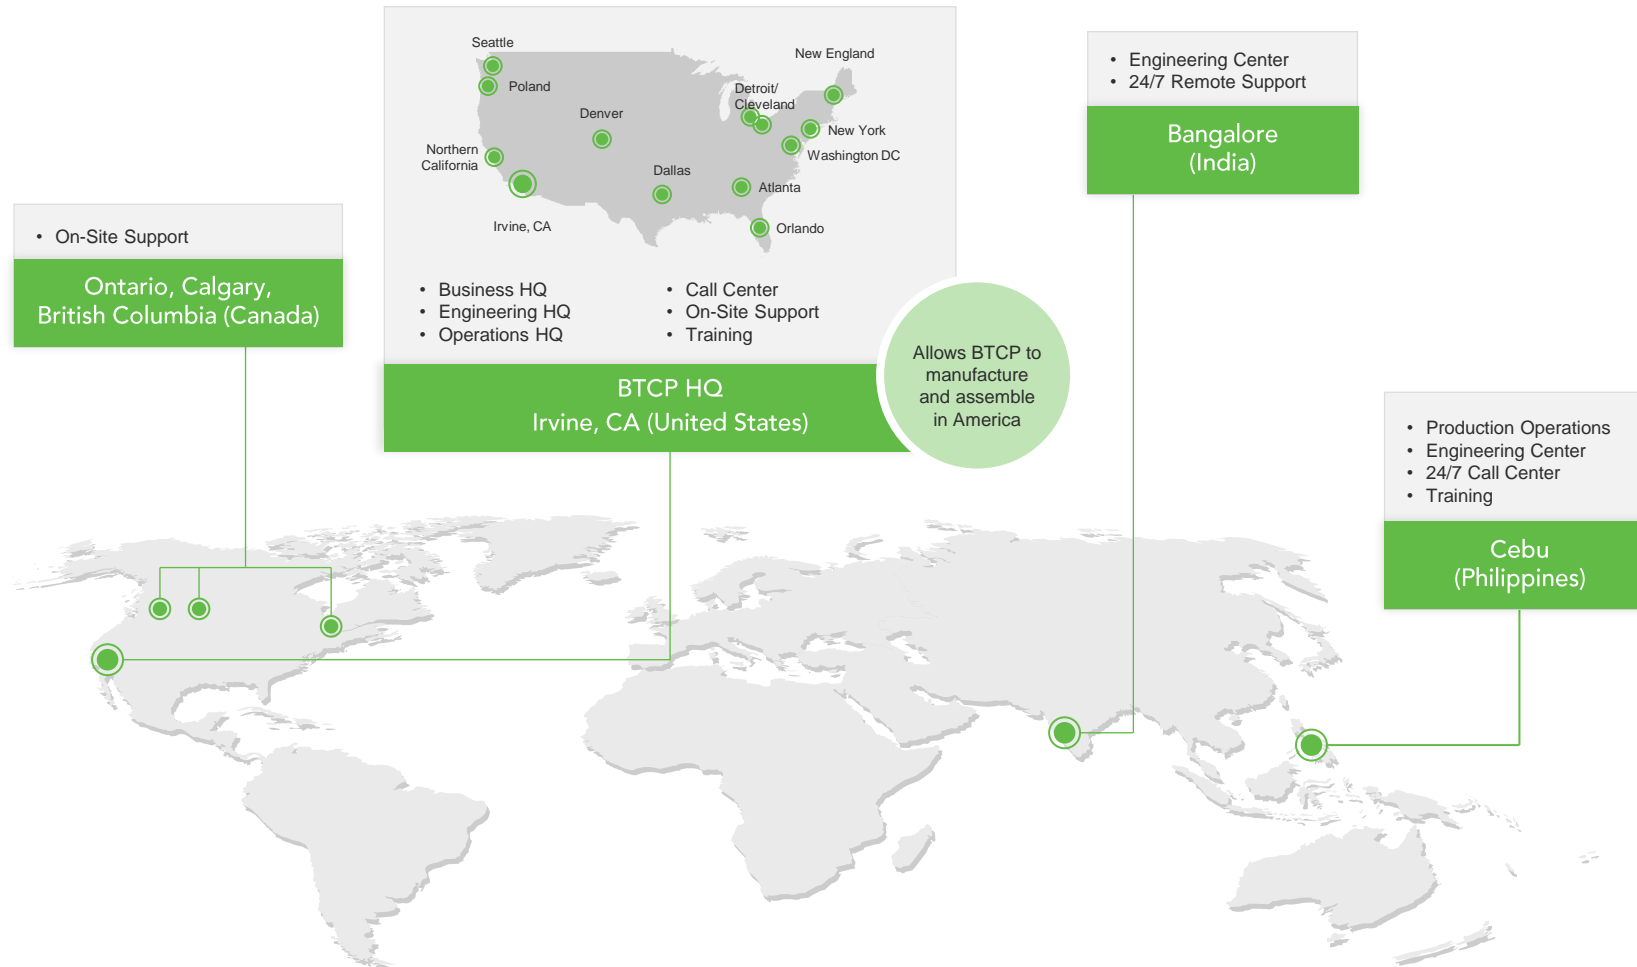 Seattle
Poland
Northern
California
Irvine, CA
Denver
Dallas
Detroit/
Cleveland
New England
New York
Washington DC
Atlanta
Orlando
• Business HQ
• Engineering HQ
• Operations HQ
• Call Center
• On-Site Support
• Training
BTCP HQ
Irvine, CA (United States)
Allows BTCP to
manufacture
and assemble
in America
• On-Site Support
Ontario, Calgary,
British Columbia (Canada)
• Engineering Center
• 24/7 Remote Support
Bangalore
(India)
• Production Operations
• Engineering Center
• 24/7 Call Center
• Training
Cebu
(Philippines)